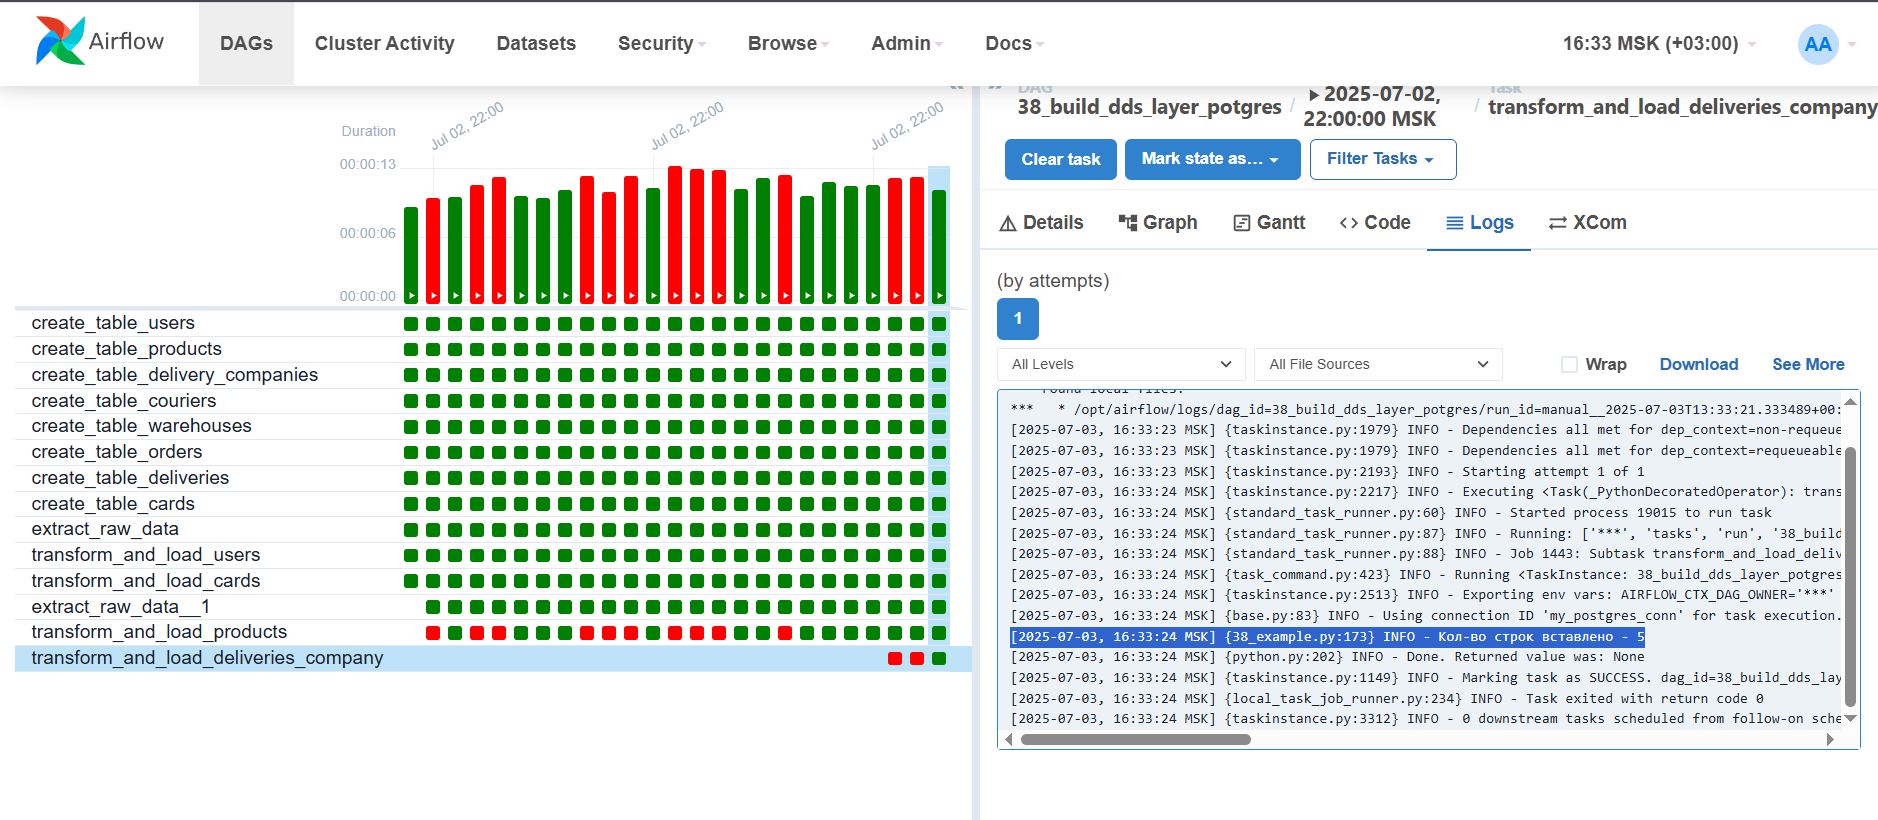 Airflow
DAGs
Cluster Activity
Datasets
Security
Browse
Admin
Docs
16:33 MSK (+03:00)
AA
Duration
Jul 02, 22:00
Jul 02, 22:00
Jul 02, 22:00
00:00:13
00:00:06
00:00:00
create_table_users
create_table_products
create_table_delivery_companies
create_table_couriers
create_table_warehouses
create_table_orders
create_table_deliveries
create_table_cards
extract_raw_data
transform_and_load_users
transform_and_load_cards
extract_raw_data__1
transform_and_load_products
transform_and_load_deliveries_company
DAG
38_build_dds_layer_potgres
/
2025-07-02,
22:00:00 MSK
/
Task
transform_and_load_deliveries_company
Clear task
Mark state as...
Filter Tasks
Details
Graph
Gantt
<> Code
Logs
XCom
(by attempts)
1
All Levels
All File Sources
Wrap
Download
See More
Found local files:
***   * /opt/airflow/logs/dag_id=38_build_dds_layer_potgres/run_id=manual__2025-07-03T13:33:21.333489+00:
[2025-07-03, 16:33:23 MSK] {taskinstance.py:1979} INFO - Dependencies all met for dep_context=non-requeue
[2025-07-03, 16:33:23 MSK] {taskinstance.py:1979} INFO - Dependencies all met for dep_context=requeueable
[2025-07-03, 16:33:23 MSK] {taskinstance.py:2193} INFO - Starting attempt 1 of 1
[2025-07-03, 16:33:24 MSK] {taskinstance.py:2217} INFO - Executing <Task(_PythonDecoratedOperator): trans
[2025-07-03, 16:33:24 MSK] {standard_task_runner.py:60} INFO - Started process 19015 to run task
[2025-07-03, 16:33:24 MSK] {standard_task_runner.py:87} INFO - Running: ['***', 'tasks', 'run', '38_build
[2025-07-03, 16:33:24 MSK] {standard_task_runner.py:88} INFO - Job 1443: Subtask transform_and_load_deliv
[2025-07-03, 16:33:24 MSK] {task_command.py:423} INFO - Running <TaskInstance: 38_build_dds_layer_potgres
[2025-07-03, 16:33:24 MSK] {taskinstance.py:2513} INFO - Exporting env vars: AIRFLOW_CTX_DAG_OWNER='***'
[2025-07-03, 16:33:24 MSK] {base.py:83} INFO - Using connection ID 'my_postgres_conn' for task execution.
[2025-07-03, 16:33:24 MSK] {38_example.py:173} INFO - Кол-во строк вставлено - 5
[2025-07-03, 16:33:24 MSK] {python.py:202} INFO - Done. Returned value was: None
[2025-07-03, 16:33:24 MSK] {taskinstance.py:1149} INFO - Marking task as SUCCESS. dag_id=38_build_dds_lay
[2025-07-03, 16:33:24 MSK] {local_task_job_runner.py:234} INFO - Task exited with return code 0
[2025-07-03, 16:33:24 MSK] {taskinstance.py:3312} INFO - 0 downstream tasks scheduled from follow-on sche